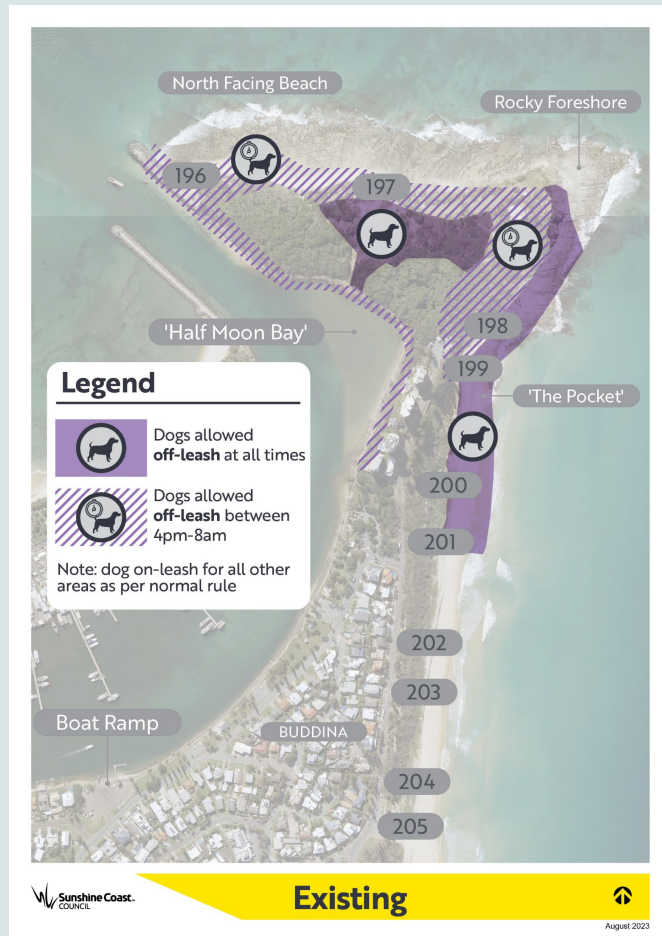 North Facing Beach
Rocky Foreshore
196
197
'Half Moon Bay'
198
199
'The Pocket'
200
201
Legend
Dogs allowed
off-leash at all times
Dogs allowed
off-leash between
4pm-8am
Note: dog on-leash for all other
areas as per normal rule
202
203
Boat Ramp
BUDDINA
204
205
Sunshine Coast
COUNCIL
Existing
August 2023